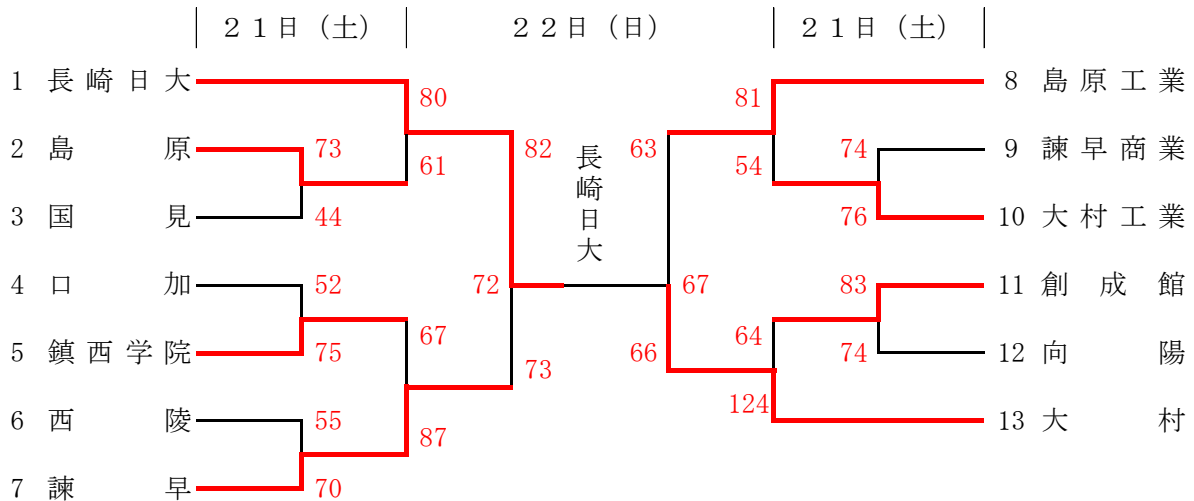 ２１日（土） ２２日（日） ２１日（土）
1 長崎日大 80 81 8 島原工業
2 島原 73 82 63 74 9 諫早商業
61 54
3 国見 44 76 10 大村工業
長崎日大
4 口加 52 72 67 83 11 創成館
67 64
5 鎮西学院 75 73 66 74 12 向陽
124
6 西陵 55 87 13 大村
7 諫早 70